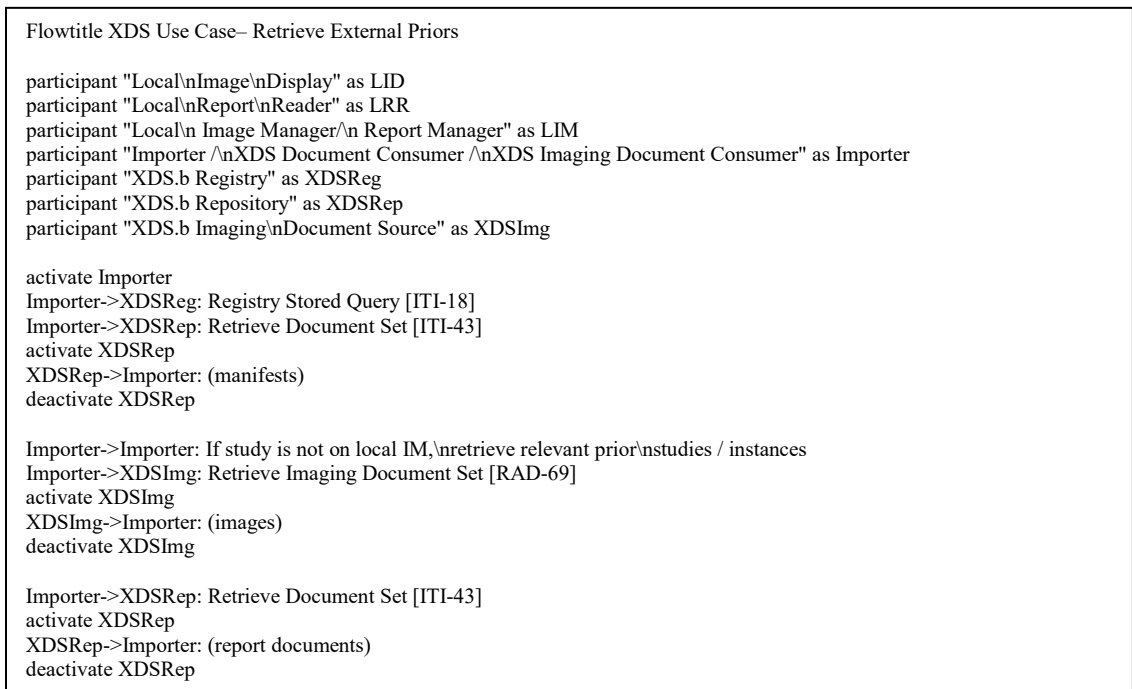 Flowtitle XDS Use Case– Retrieve External Priors
participant "Local\nImage\nDisplay" as LID
participant "Local\nReport\nReader" as LRR
participant "Local\n Image Manager/\n Report Manager" as LIM
participant "Importer /\nXDS Document Consumer /\nXDS Imaging Document Consumer" as Importer
participant "XDS.b Registry" as XDSReg
participant "XDS.b Repository" as XDSRep
participant "XDS.b Imaging\nDocument Source" as XDSImg
activate Importer
Importer->XDSReg: Registry Stored Query [ITI-18]
Importer->XDSRep: Retrieve Document Set [ITI-43]
activate XDSRep
XDSRep->Importer: (manifests)
deactivate XDSRep
Importer->Importer: If study is not on local IM,\nretrieve relevant prior\nstudies / instances
Importer->XDSImg: Retrieve Imaging Document Set [RAD-69]
activate XDSImg
XDSImg->Importer: (images)
deactivate XDSImg
Importer->XDSRep: Retrieve Document Set [ITI-43]
activate XDSRep
XDSRep->Importer: (report documents)
deactivate XDSRep